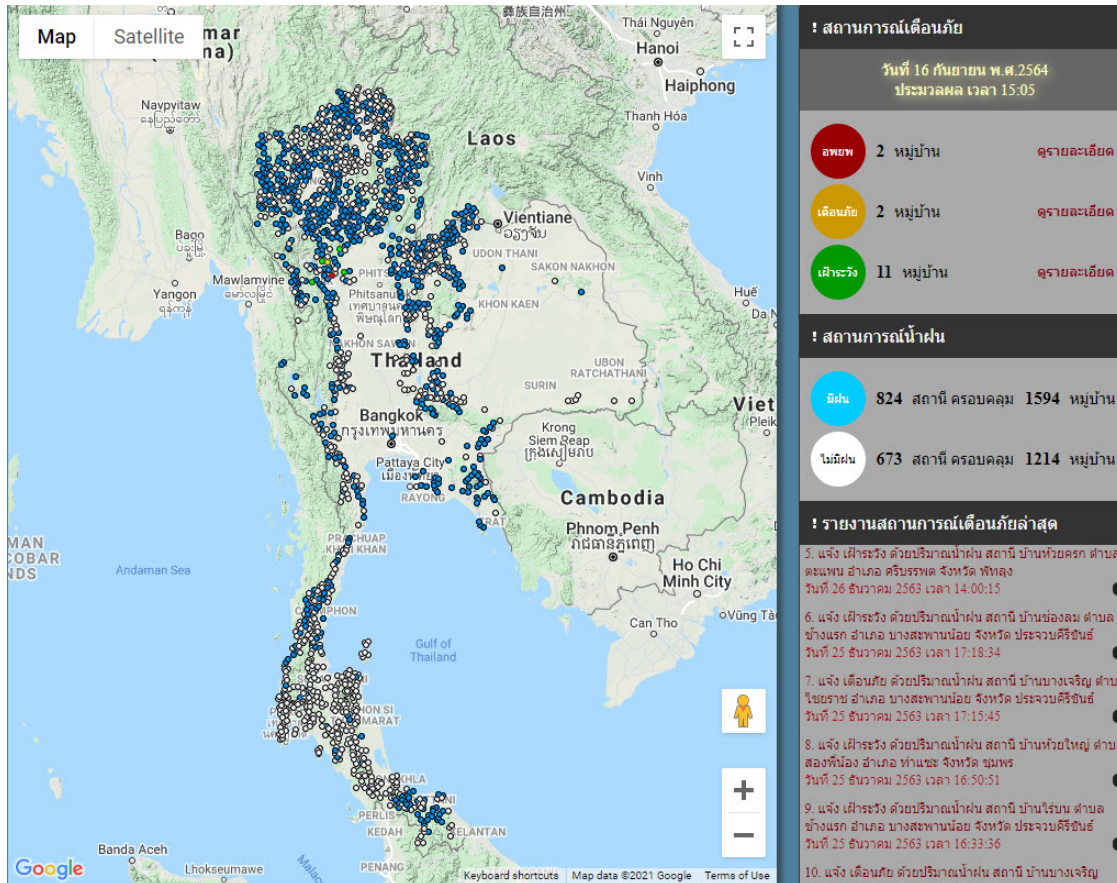 Map
Satellite
彝族自治州
Thái Nguyên
Hanoi
Haiphong
Thanh Hóa
Naypyitaw
နေပြည်တော်
Laos
Vinh
Vientiane
ວຽງຈັນ
UDON THANI
SAKON NAKHON
Bago
Mawlamyine
Yangon
ရန်ကုန်
Phitsanulok
KHON KAEN
Huế
Thailand
UBON
RATCHATHANI
SURIN
Bangkok
กรุงเทพมหานคร
Krong
Siem Reap
Pattaya City
RAYONG
Cambodia
Phnom Penh
Ho Chi
Minh City
Andaman Sea
Can Tho
Gulf of
Thailand
PERLIS
KEDAH
KELANTAN
Banda Aceh
Lhokseumawe
PENANG
Google
Keyboard shortcuts
Map data ©2021 Google
Terms of Use
! สถานการณ์เตือนภัย
วันที่ 16 กันยายน พ.ศ.2564
ประมวลผล เวลา 15:05
อพยพ 2 หมู่บ้าน ดูรายละเอียด
เตือนภัย 2 หมู่บ้าน ดูรายละเอียด
เฝ้าระวัง 11 หมู่บ้าน ดูรายละเอียด
! สถานการณ์น้ำฝน
มีฝน 824 สถานี ครอบคลุม 1594 หมู่บ้าน
ไม่มีฝน 673 สถานี ครอบคลุม 1214 หมู่บ้าน
! รายงานสถานการณ์เตือนภัยล่าสุด
5. แจ้ง เฝ้าระวัง ด้วยปริมาณน้ำฝน สถานี บ้านห้วยครก ตำบล
ตะแพน อำเภอ ศรีบรรพต จังหวัด พัทลุง
วันที่ 26 ธันวาคม 2563 เวลา 14:00:15
6. แจ้ง เฝ้าระวัง ด้วยปริมาณน้ำฝน สถานี บ้านช่องลม ตำบล
ช้างแรก อำเภอ บางสะพานน้อย จังหวัด ประจวบคีรีขันธ์
วันที่ 25 ธันวาคม 2563 เวลา 17:18:34
7. แจ้ง เตือนภัย ด้วยปริมาณน้ำฝน สถานี บ้านบางเจริญ ตำบ
ไชยราช อำเภอ บางสะพานน้อย จังหวัด ประจวบคีรีขันธ์
วันที่ 25 ธันวาคม 2563 เวลา 17:15:45
8. แจ้ง เฝ้าระวัง ด้วยปริมาณน้ำฝน สถานี บ้านห้วยใหญ่ ตำบ
สองพี่น้อง อำเภอ ท่าแซะ จังหวัด ชุมพร
วันที่ 25 ธันวาคม 2563 เวลา 16:50:51
9. แจ้ง เฝ้าระวัง ด้วยปริมาณน้ำฝน สถานี บ้านไร่บน ตำบล
ช้างแรก อำเภอ บางสะพานน้อย จังหวัด ประจวบคีรีขันธ์
วันที่ 25 ธันวาคม 2563 เวลา 16:33:36
10. แจ้ง เตือนภัย ด้วยปริมาณน้ำฝน สถานี บ้านบางเจริญ